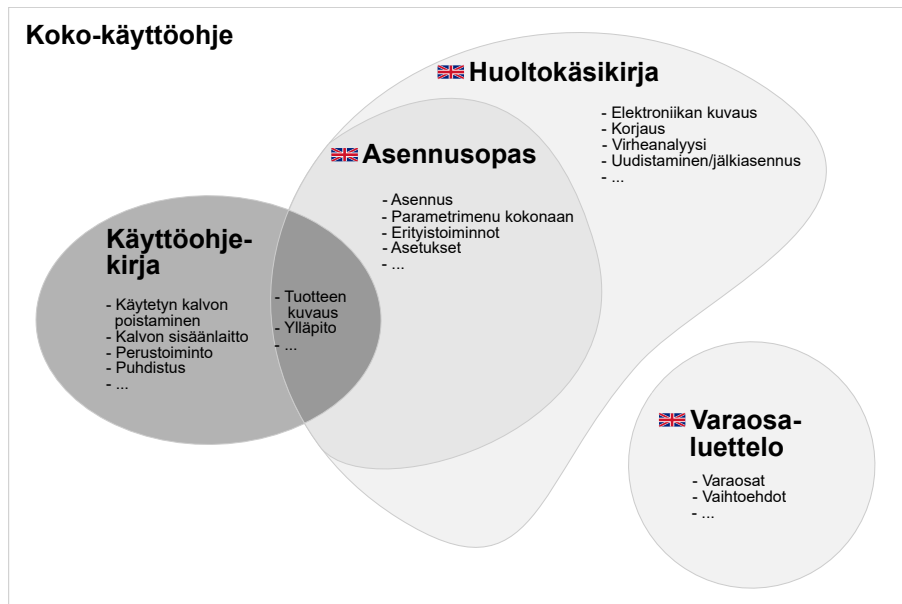 Koko-käyttöohje
Huoltokäsikirja
- Elektroniikan kuvaus
- Korjaus
- Virheanalyysi
- Uudistaminen/jälkiasennus
- ...
Asennusopas
- Asennus
- Parametrimenu kokonaan
- Erityistoiminnot
- Asetukset
- ...
Käyttöohje-
kirja
- Käytetyn kalvon
poistaminen
- Kalvon sisäänlaitto
- Perustoiminto
- Puhdistus
- ...
- Tuotteen
kuvaus
- Ylläpito
- ...
Varaosa-
luettelo
- Varaosat
- Vaihtoehdot
- ...